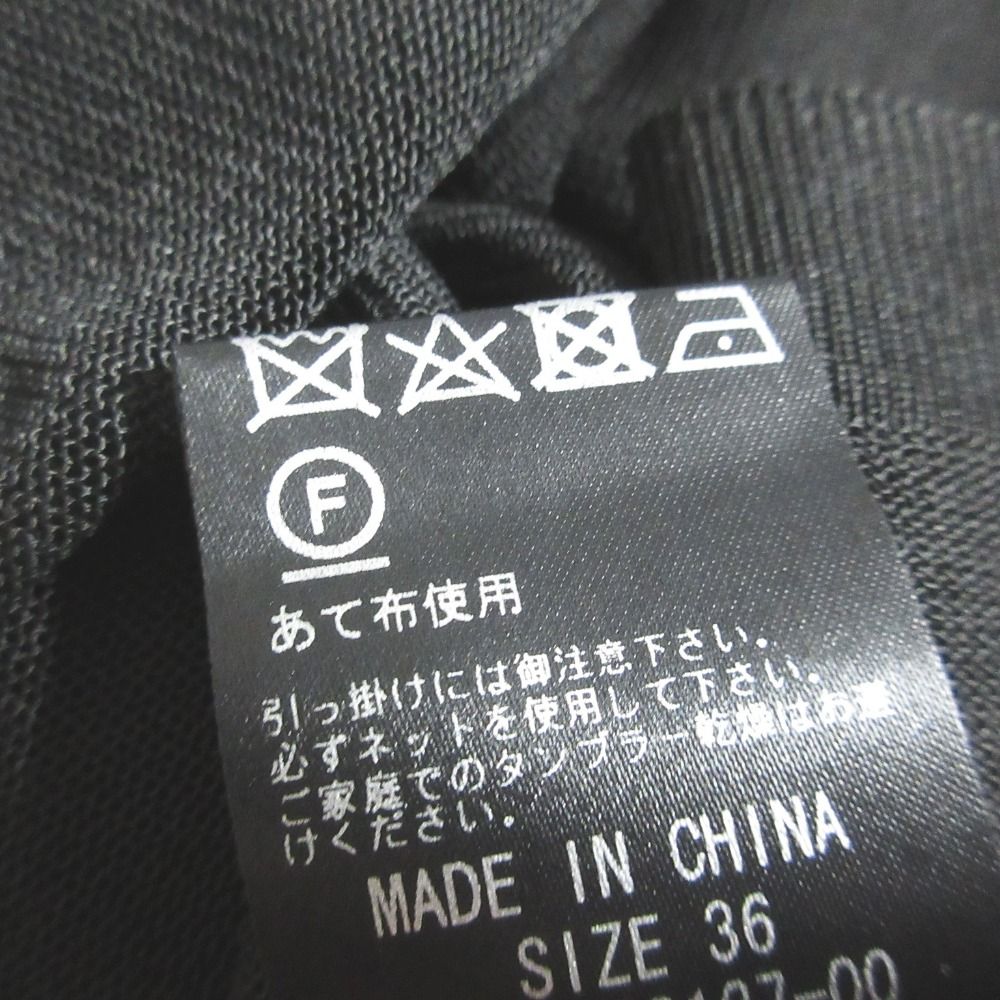 F
あて布使用
引っ掛けには御注意下さい.
必ずネットを使用して下さい.
ご家庭でのタンブラー乾燥はお避
けください.
MADE IN CHINA
SIZE 36